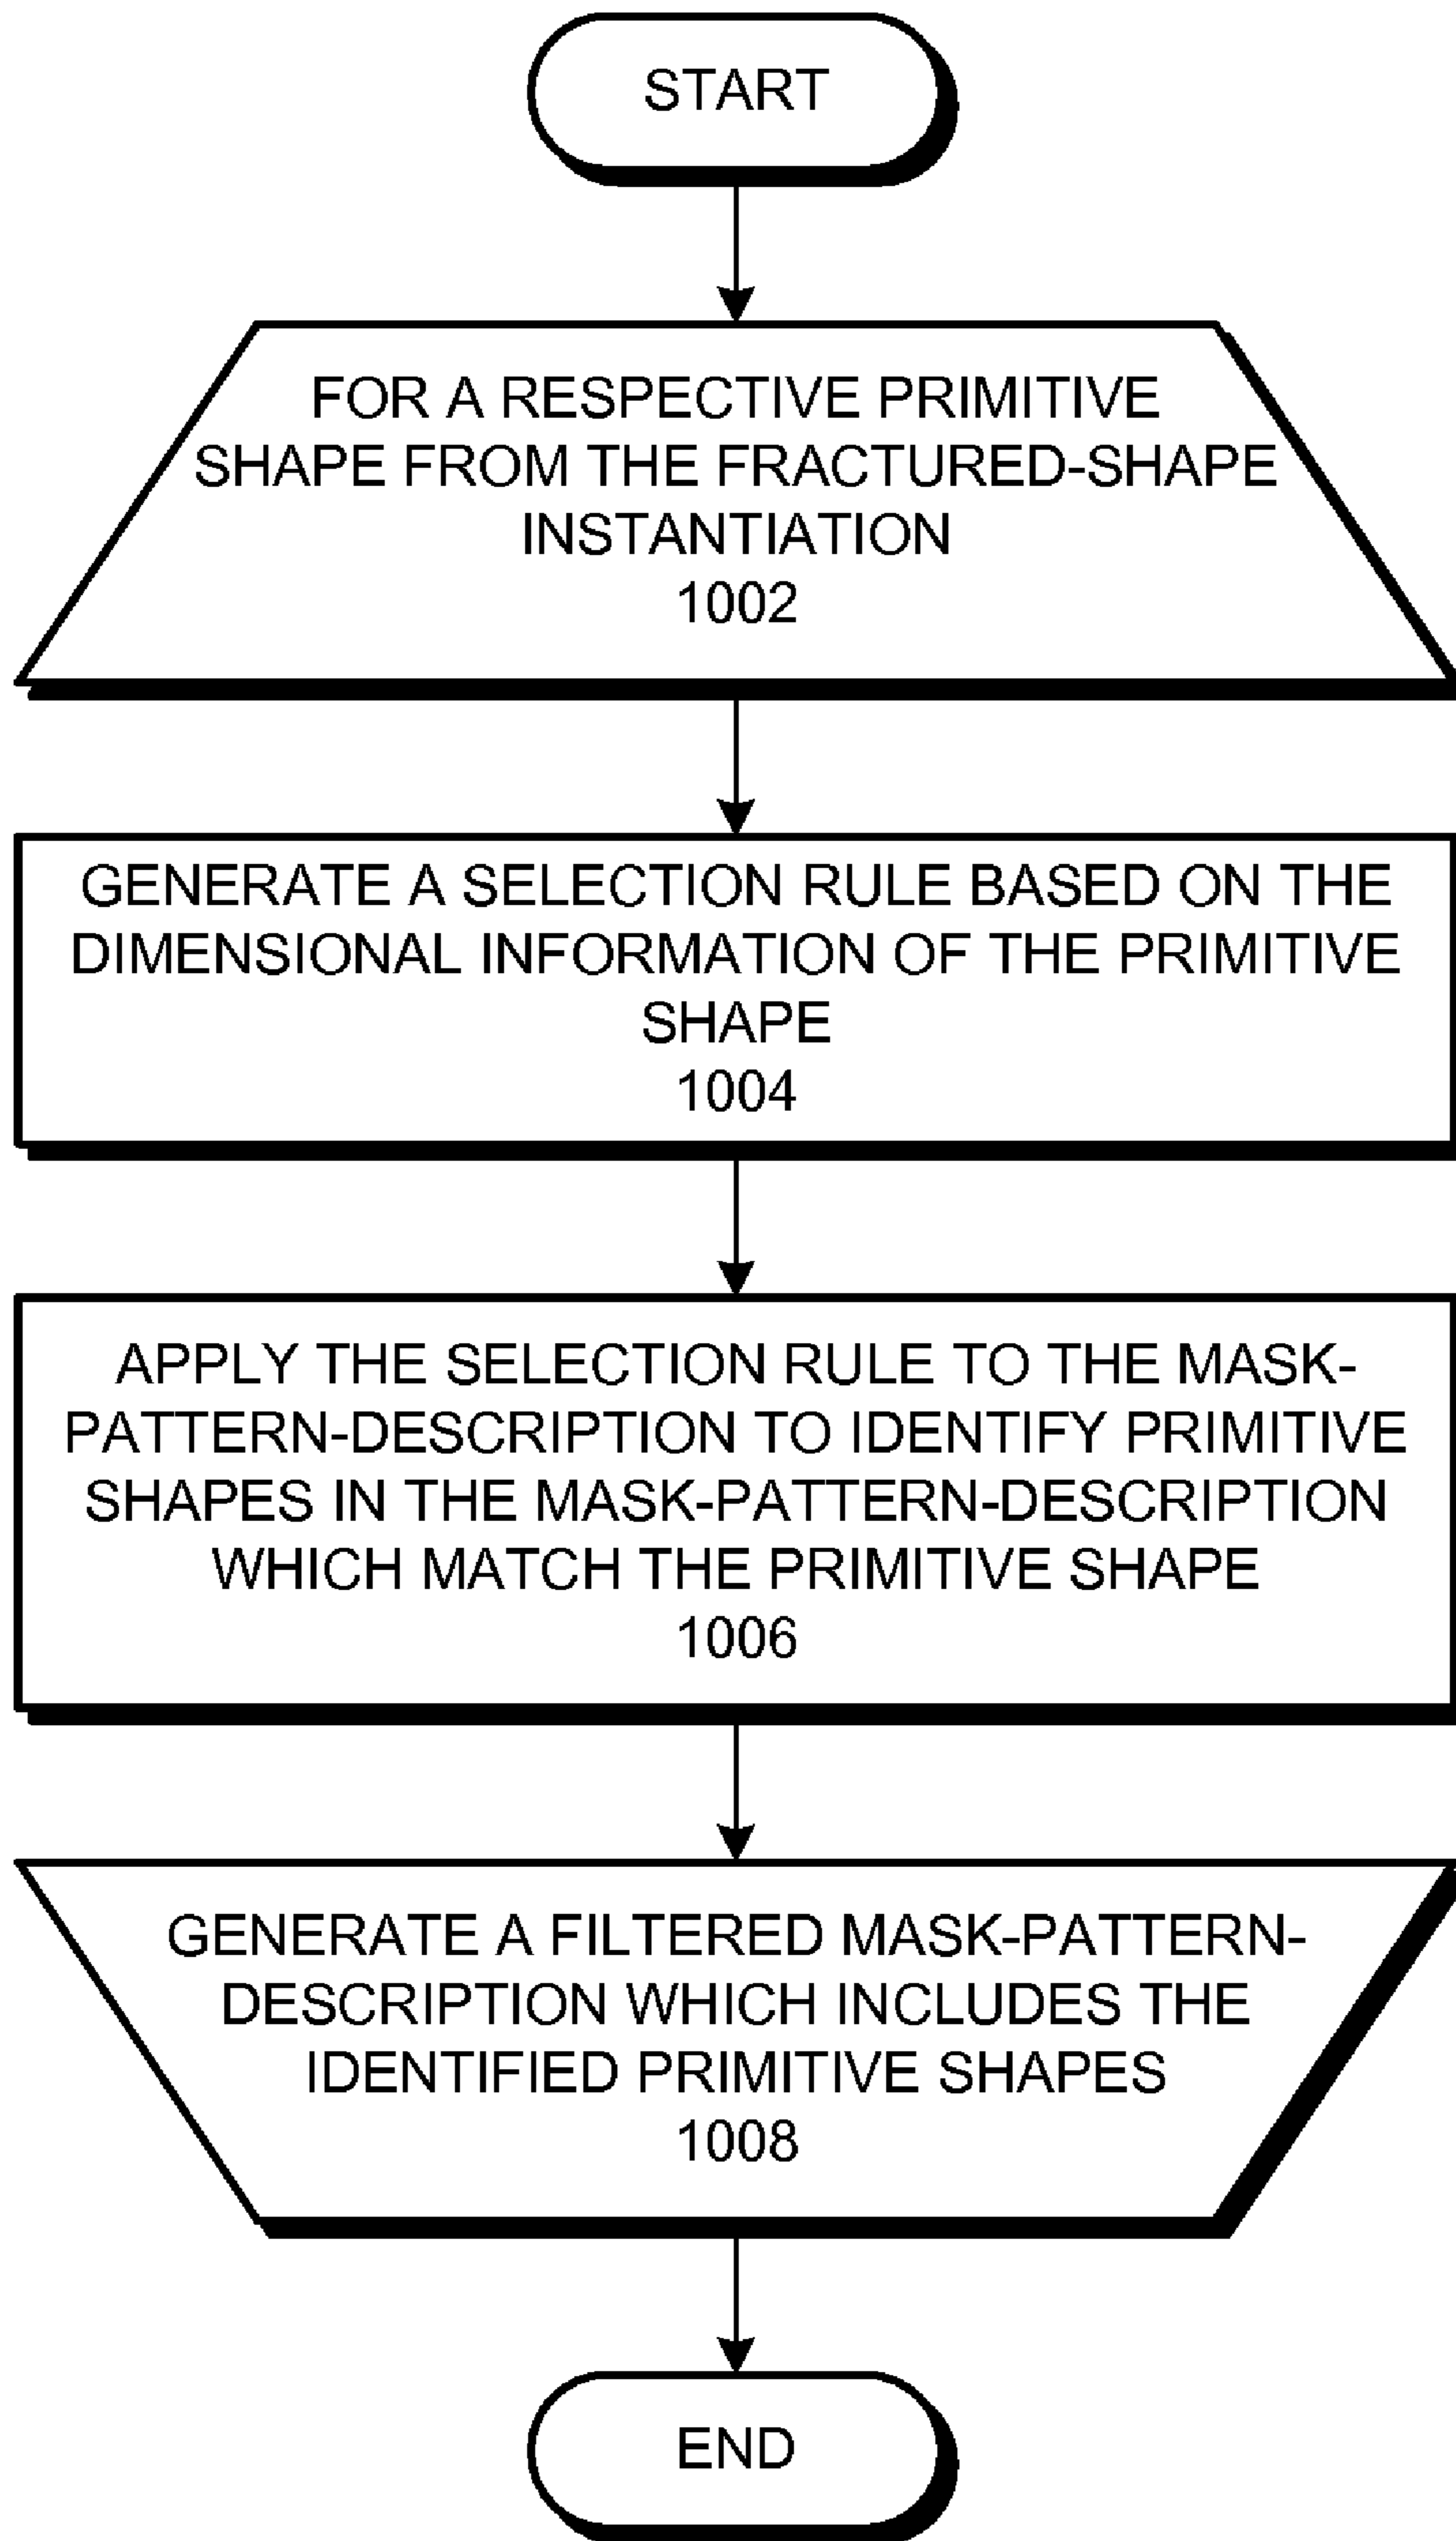 START
FOR A RESPECTIVE PRIMITIVE
SHAPE FROM THE FRACTURED-SHAPE
INSTANTIATION
1002
GENERATE A SELECTION RULE BASED ON THE
DIMENSIONAL INFORMATION OF THE PRIMITIVE
SHAPE
1004
APPLY THE SELECTION RULE TO THE MASK-
PATTERN-DESCRIPTION TO IDENTIFY PRIMITIVE
SHAPES IN THE MASK-PATTERN-DESCRIPTION
WHICH MATCH THE PRIMITIVE SHAPE
1006
GENERATE A FILTERED MASK-PATTERN-
DESCRIPTION WHICH INCLUDES THE
IDENTIFIED PRIMITIVE SHAPES
1008
END